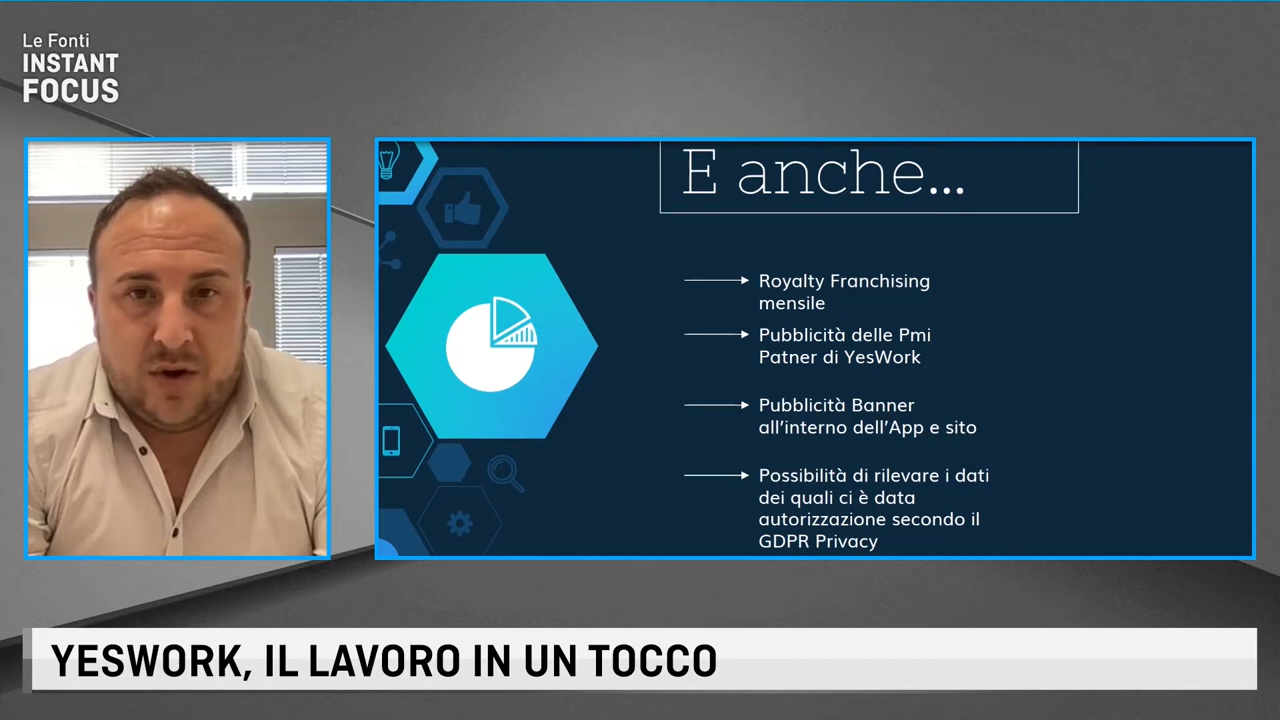 Le Fonti
INSTANT
FOCUS
E anche...
Royalty Franchising
mensile
Pubblicità delle Pmi
Patner di YesWork
Pubblicità Banner
all'interno dell'App e sito
Possibilità di rilevare i dati
dei quali ci è data
autorizzazione secondo il
GDPR Privacy
YESWORK, IL LAVORO IN UN TOCCO